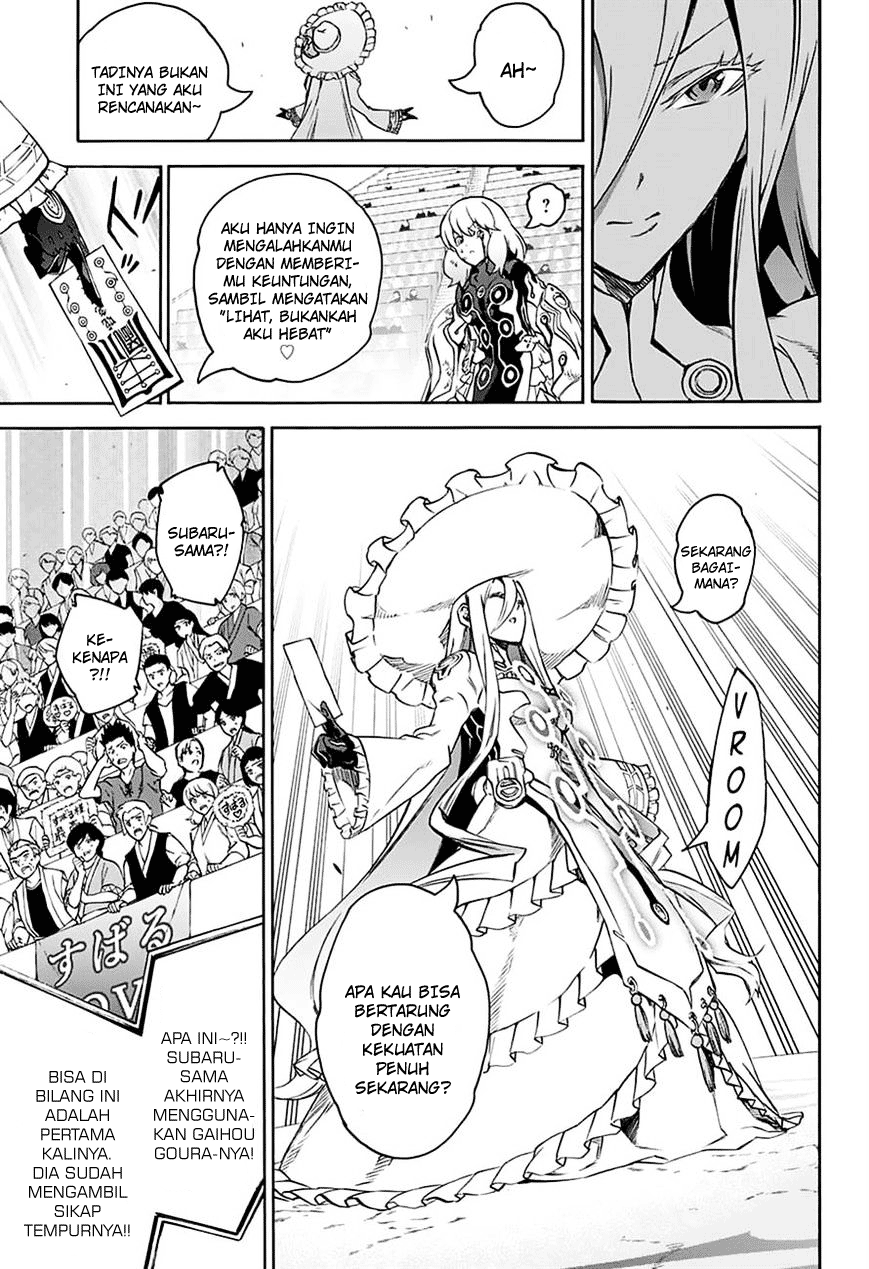 AH~
TADINYA BUKAN
INI YANG AKU
RENCANAKAN~
?
AKU HANYA INGIN
MENGALAHKANMU
DENGAN MEMBERI-
MU KEUNTUNGAN,
SAMBIL MENGATAKAN
"LIHAT, BUKANKAH
AKU HEBAT"
♡
SEKARANG
BAGAI-
MANA?
VROOM
APA KAU BISA
BERTARUNG
DENGAN
KEKUATAN
PENUH
SEKARANG?
SUBARU-
SAMA?!
KE-
KENAPA
?!!
すばる
APA INI~?!!
SUBARU-
SAMA
AKHIRNYA
MENGGUNA-
KAN GAIHOU
GOURA-NYA!
BISA DI
BILANG INI
ADALAH
PERTAMA
KALINYA.
DIA SUDAH
MENGAMBIL
SIKAP
TEMPURNYA!!